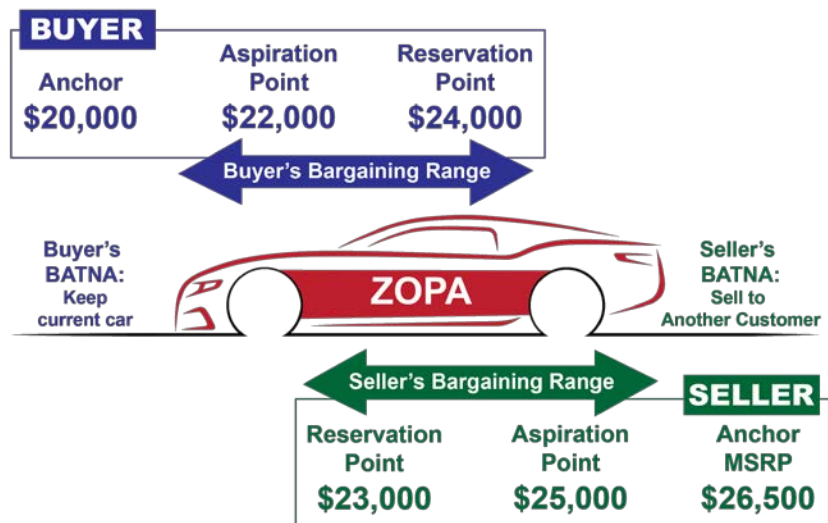 BUYER
Anchor
$20,000
Aspiration
Point
$22,000
Reservation
Point
$24,000
Buyer's Bargaining Range
Buyer's
BATNA:
Keep
current car
ZOPA
Seller's
BATNA:
Sell to
Another Customer
Seller's Bargaining Range
SELLER
Reservation
Point
$23,000
Aspiration
Point
$25,000
Anchor
MSRP
$26,500